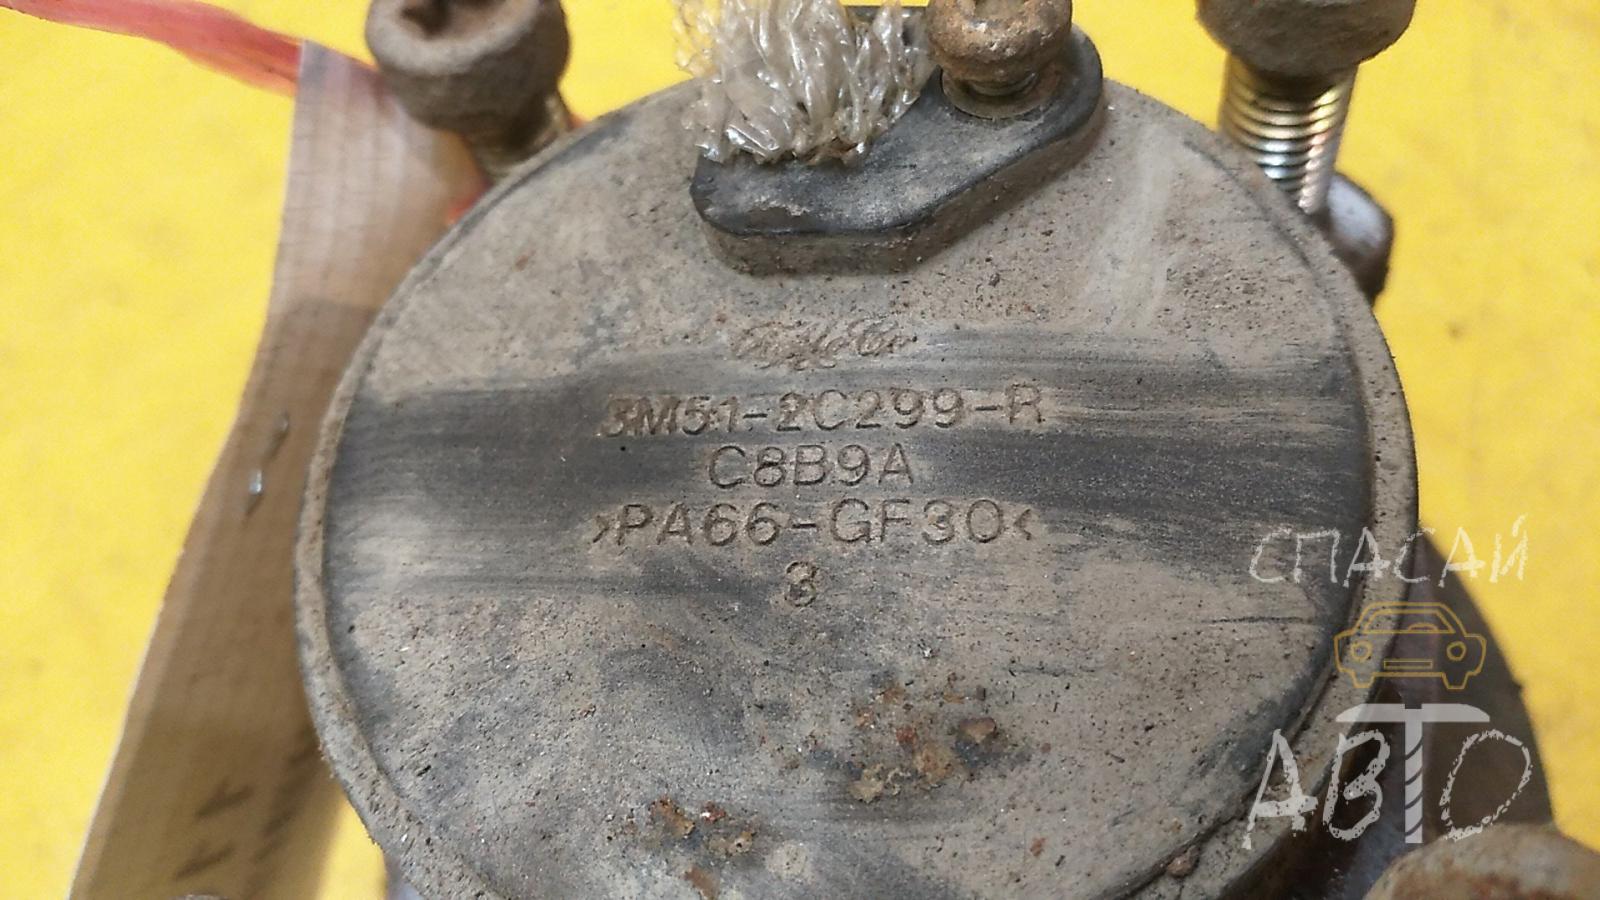 3M51-2C299-R
C8B9A
>PA66-GF30<
3
СПАСАЙ
АВТО